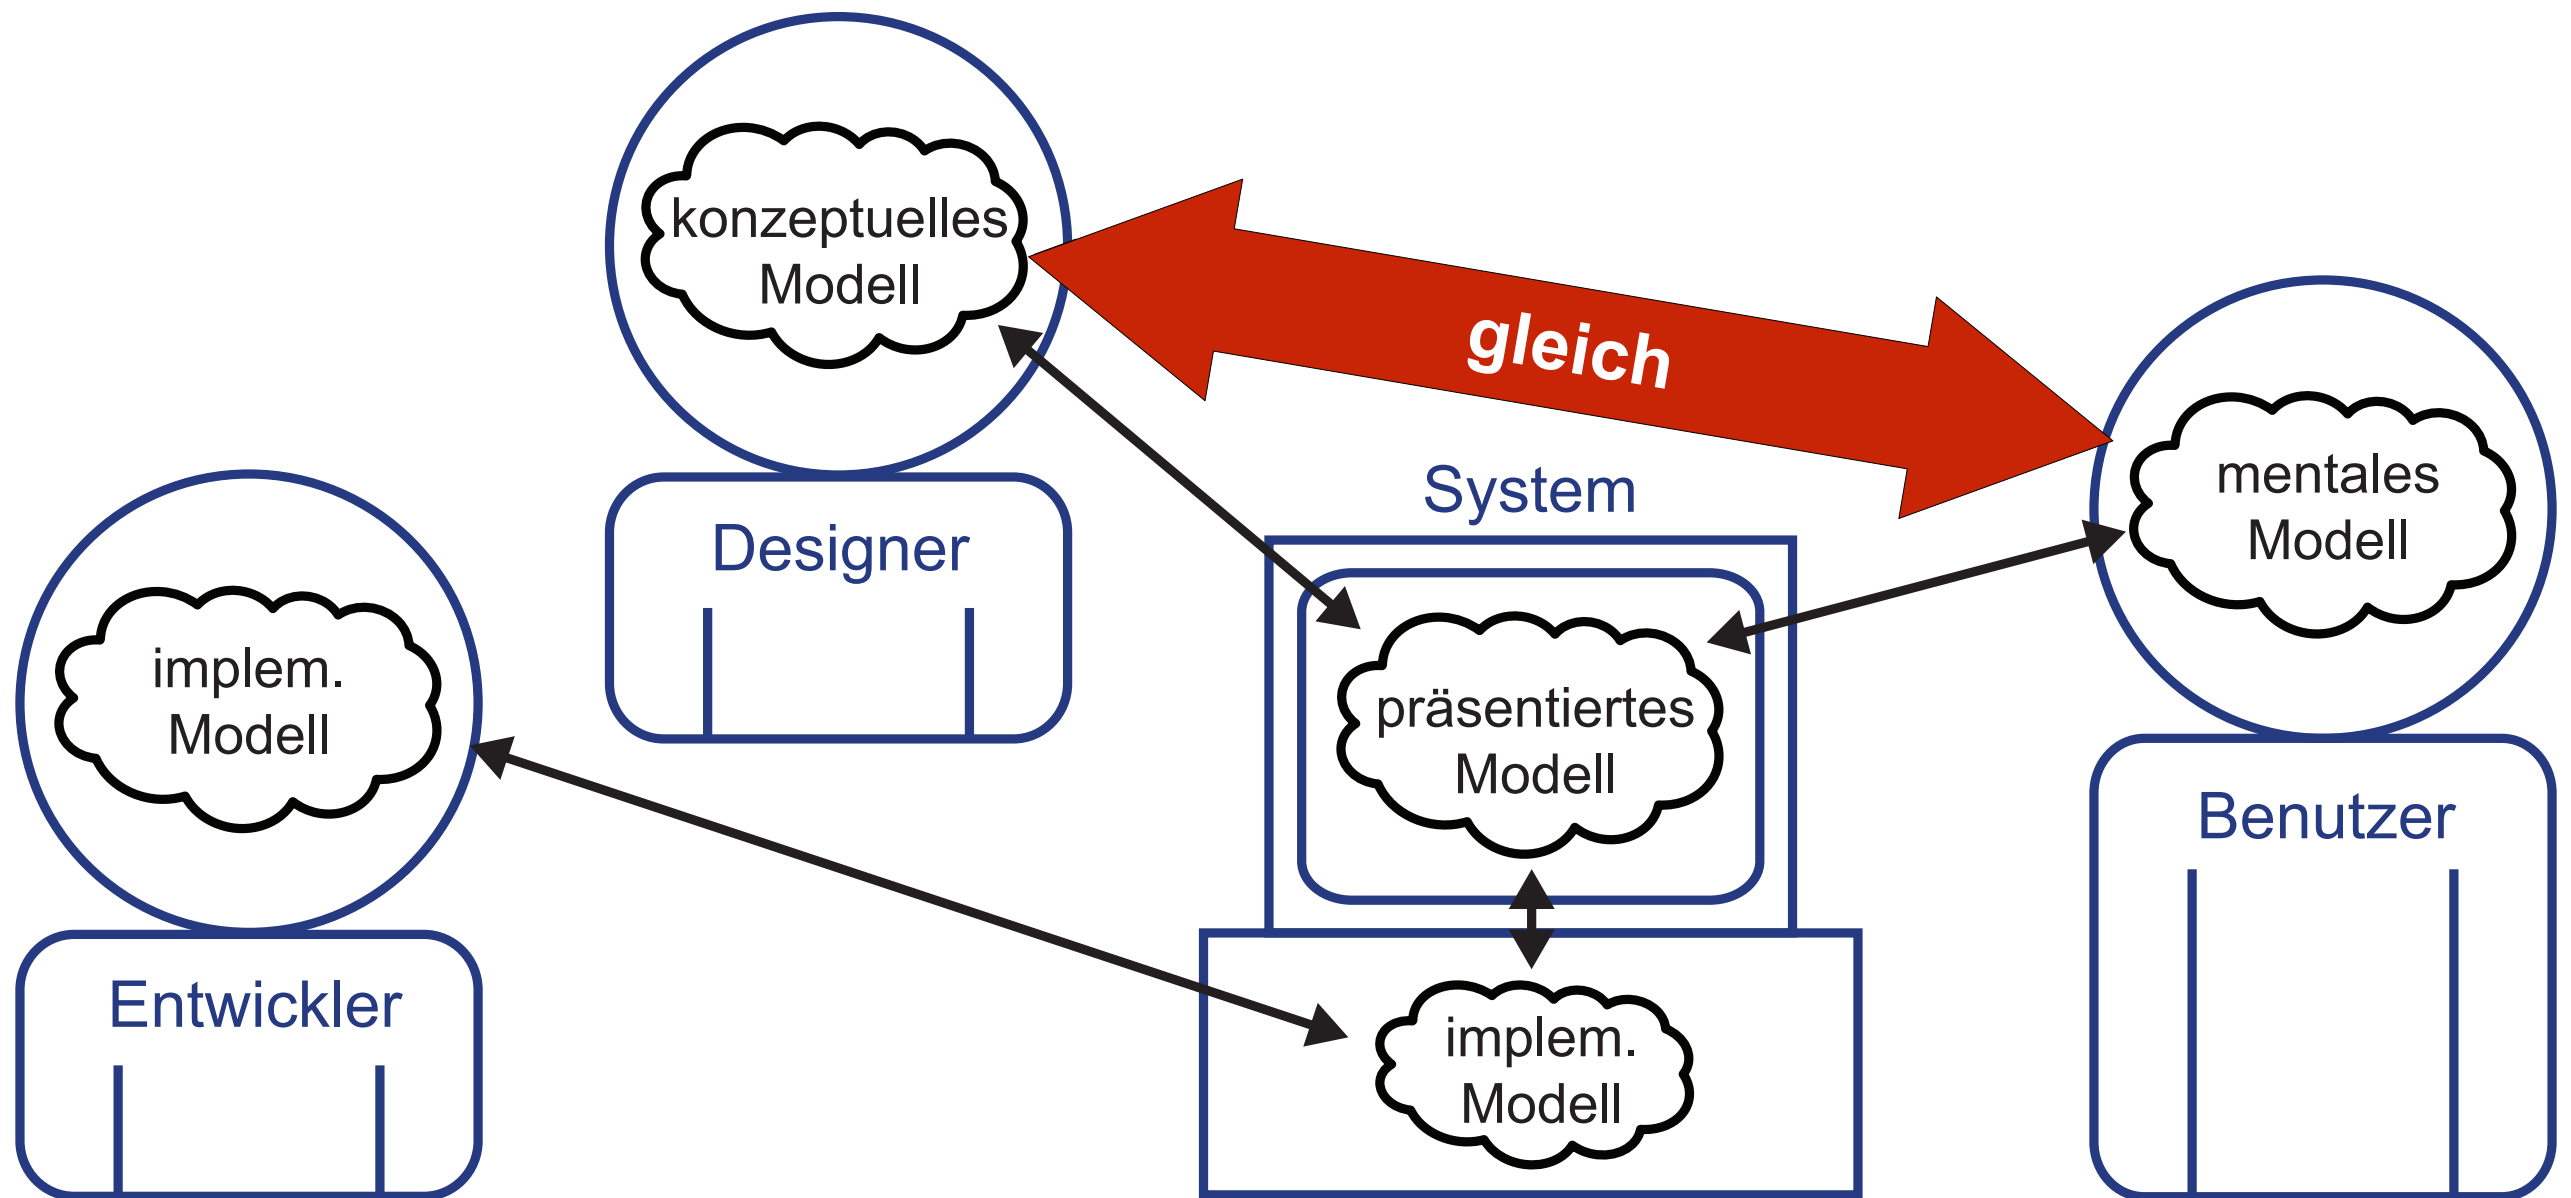 konzeptuelles
Modell
gleich
System
mentales
Modell
Designer
implem.
Modell
präsentiertes
Modell
Benutzer
Entwickler
implem.
Modell